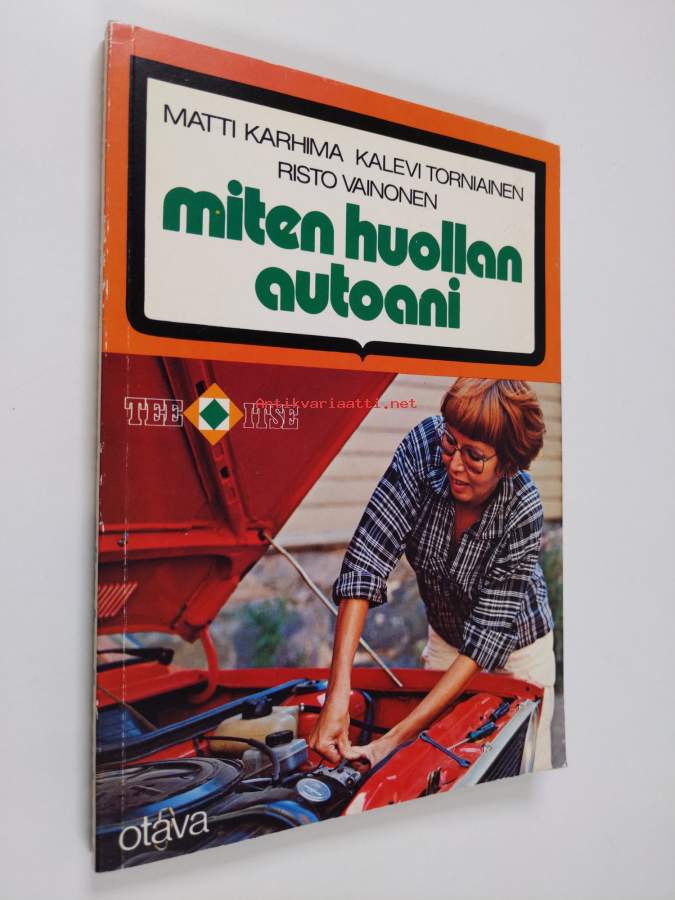 MATTI KARHIMA KALEVI TORNIAINEN
RISTO VAINONEN
miten huollan
autoani
TEE ITSE
Antikvariaatti.net
otava